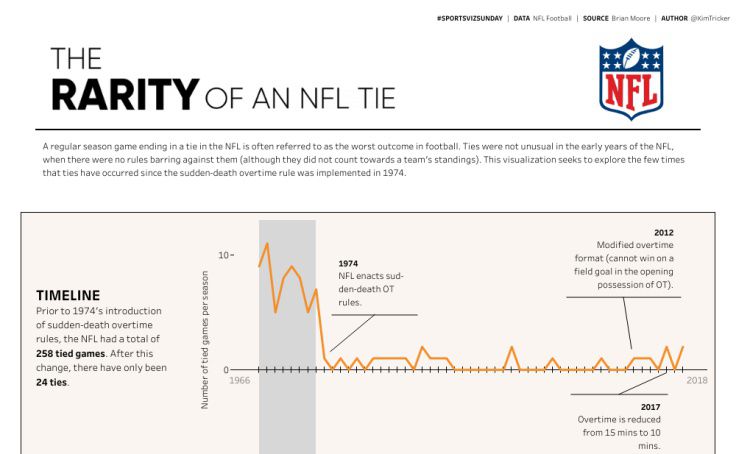 #SPORTSVIZSUNDAY | DATA NFL Football | SOURCE Brian Moore | AUTHOR @KimTricker
THE
RARITY OF AN NFL TIE
NFL
A regular season game ending in a tie in the NFL is often referred to as the worst outcome in football. Ties were not unusual in the early years of the NFL,
when there were no rules barring against them (although they did not count towards a team's standings). This visualization seeks to explore the few times
that ties have occurred since the sudden-death overtime rule was implemented in 1974.
TIMELINE
Prior to 1974's introduction
of sudden-death overtime
rules, the NFL had a total of
258 tied games. After this
change, there have only been
24 ties.
Number of tied games per season
10
0
1966
2018
1974
NFL enacts sud-
den-death OT
rules.
2012
Modified overtime
format (cannot win on a
field goal in the opening
possession of OT).
2017
Overtime is reduced
from 15 mins to 10
mins.